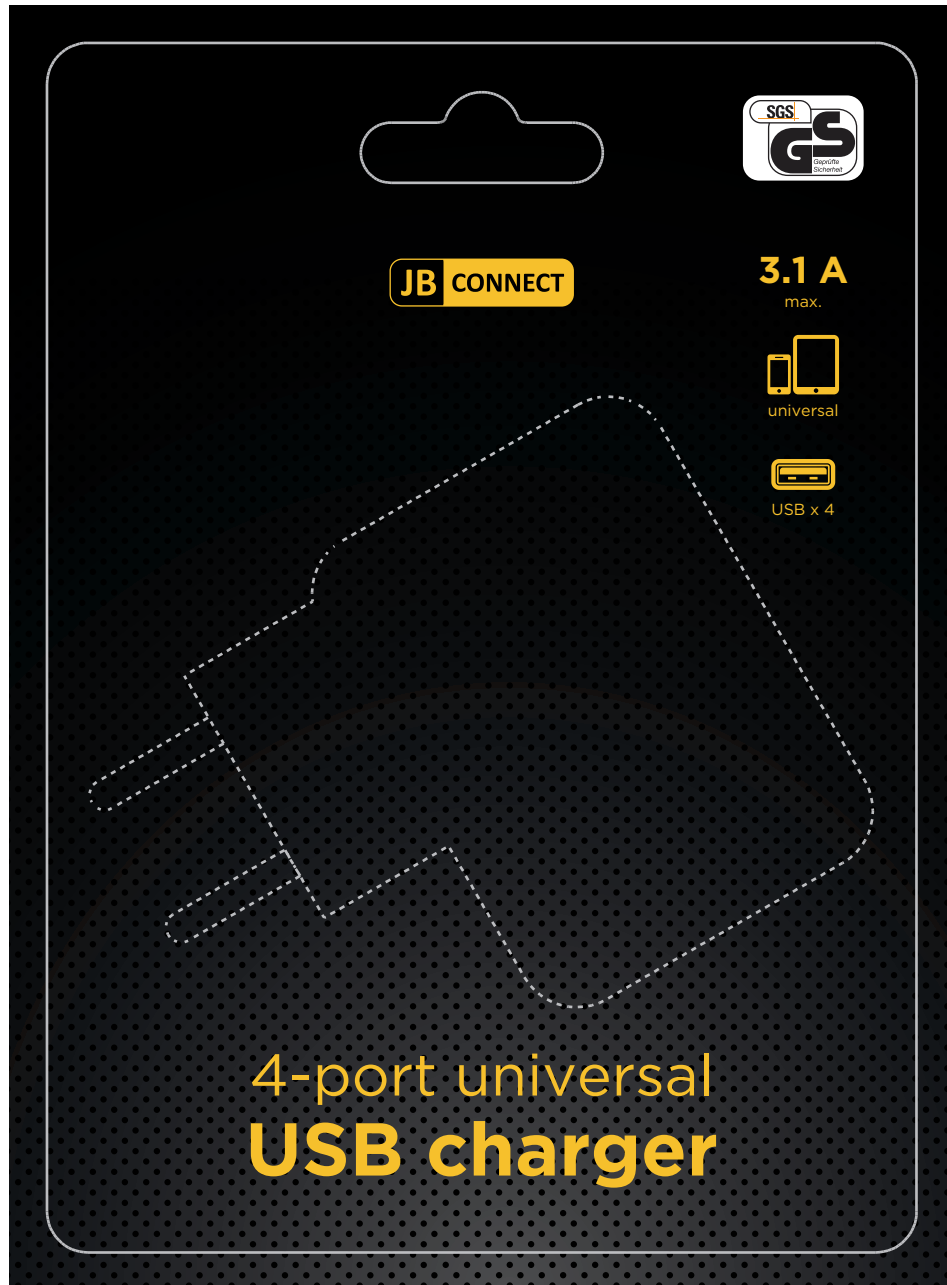 SGS
GS
Geprüfte
Sicherheit
JB CONNECT
3.1 A
max.
universal
USB x 4
4-port universal
USB charger